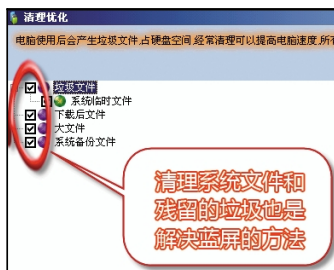 清理优化
电脑使用后会产生垃圾文件,占硬盘空间,经常清理可以提高电脑速度,所有
垃圾文件
系统临时文件
下载后文件
大文件
系统备份文件
清理系统文件和
残留的垃圾也是
解决蓝屏的方法